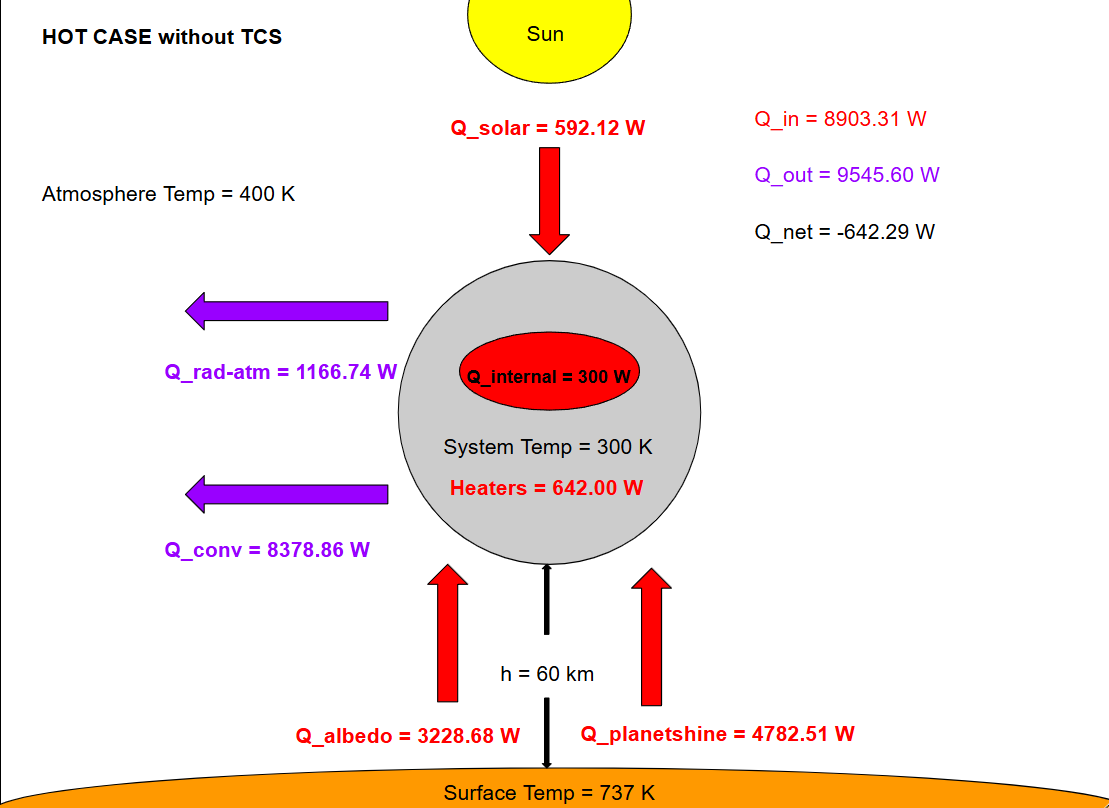 HOT CASE without TCS
Sun
Q_solar = 592.12 W
Q_in = 8903.31 W
Q_out = 9545.60 W
Q_net = -642.29 W
Atmosphere Temp = 400 K
Q_rad-atm = 1166.74 W
Q_internal = 300 W
System Temp = 300 K
Heaters = 642.00 W
Q_conv = 8378.86 W
h = 60 km
Q_albedo = 3228.68 W
Q_planetshine = 4782.51 W
Surface Temp = 737 K